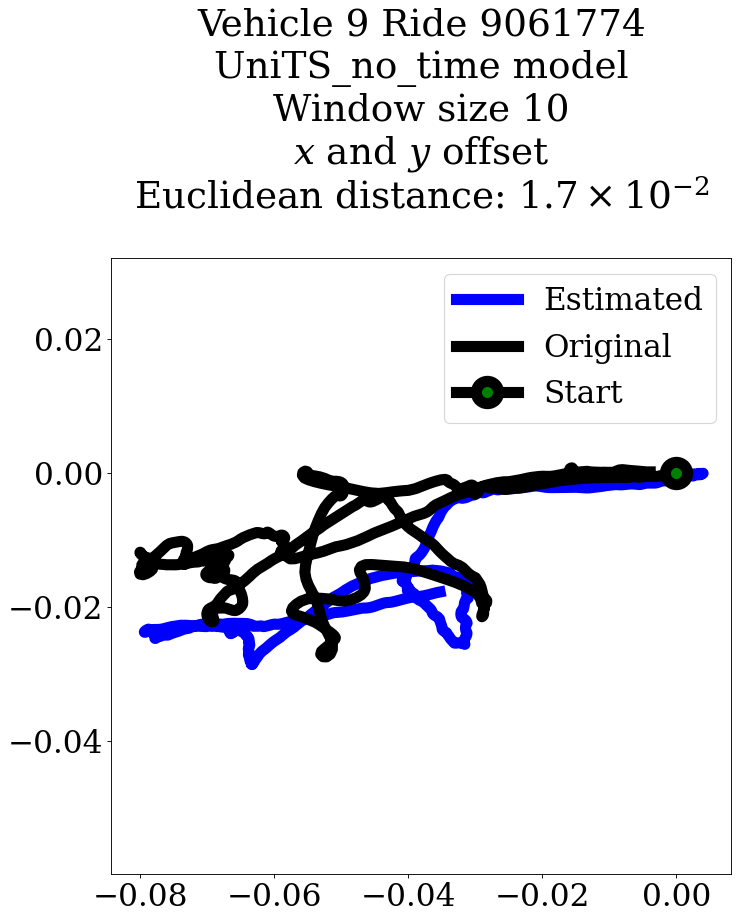 Vehicle 9 Ride 9061774
UniTS_no_time model
Window size 10
x and y offset
Euclidean distance: 1.7 × 10⁻²
Estimated
Original
Start
0.02
0.00
−0.02
−0.04
−0.08 −0.06 −0.04 −0.02 0.00